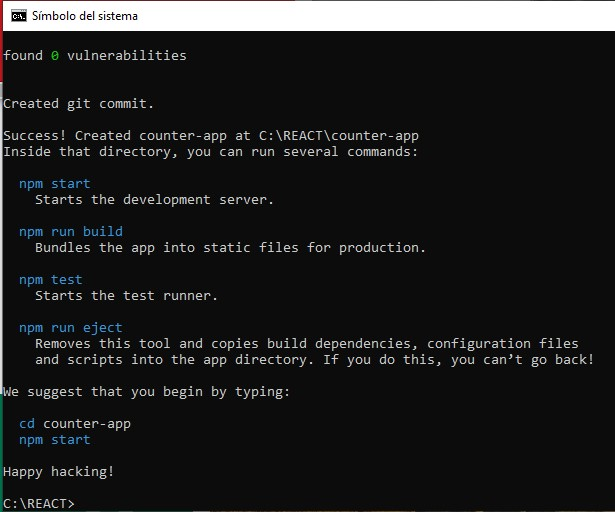 Símbolo del sistema
found 0 vulnerabilities
Created git commit.
Success! Created counter-app at C:\REACT\counter-app
Inside that directory, you can run several commands:
npm start
Starts the development server.
npm run build
Bundles the app into static files for production.
npm test
Starts the test runner.
npm run eject
Removes this tool and copies build dependencies, configuration files
and scripts into the app directory. If you do this, you can’t go back!
We suggest that you begin by typing:
cd counter-app
npm start
Happy hacking!
C:\REACT>